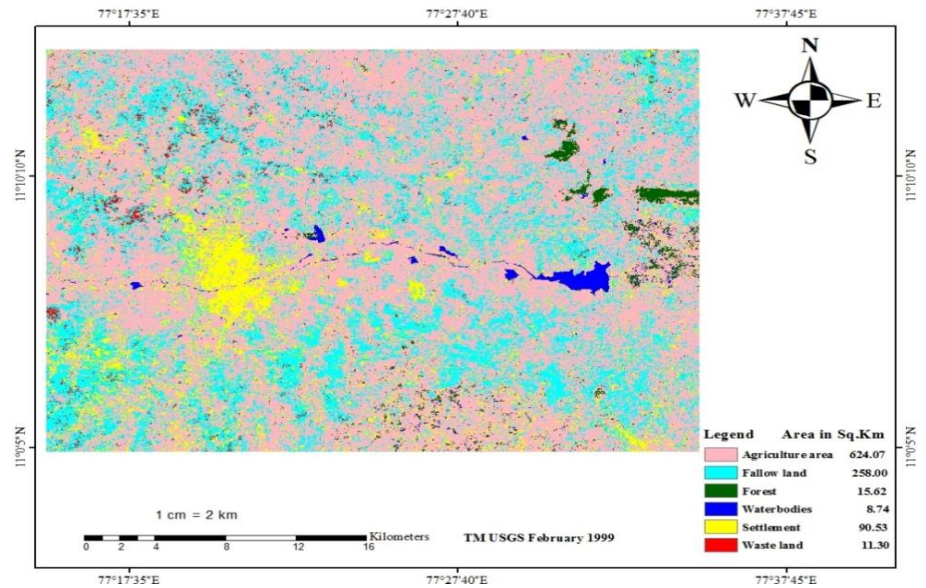 77°17'35"E 77°27'40"E 77°37'45"E
N
W E
S
11°10'10"N 11°10'10"N
11°0'5"N 11°0'5"N
Legend Area in Sq.Km
Agriculture area 624.07
Fallow land 258.00
Forest 15.62
Waterbodies 8.74
Settlement 90.53
Waste land 11.30
1 cm = 2 km
Kilometers
0 2 4 8 12 16
TM USGS February 1999
77°17'35"E 77°27'40"E 77°37'45"E